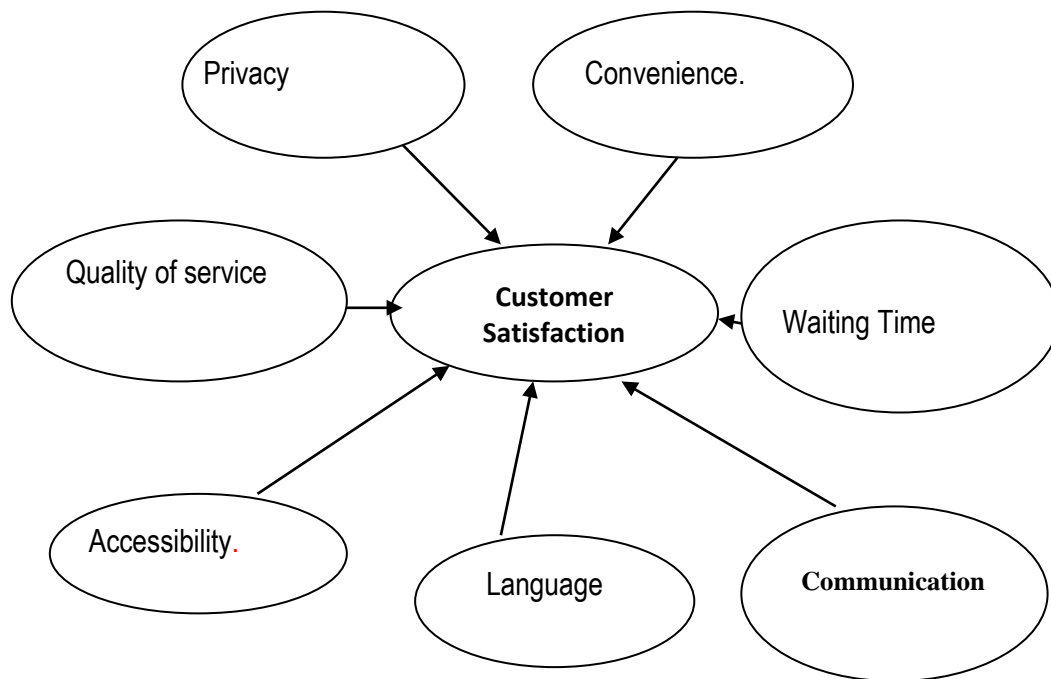 Privacy
Convenience.
Quality of service
Customer
Satisfaction
Waiting Time
Accessibility.
Language
Communication